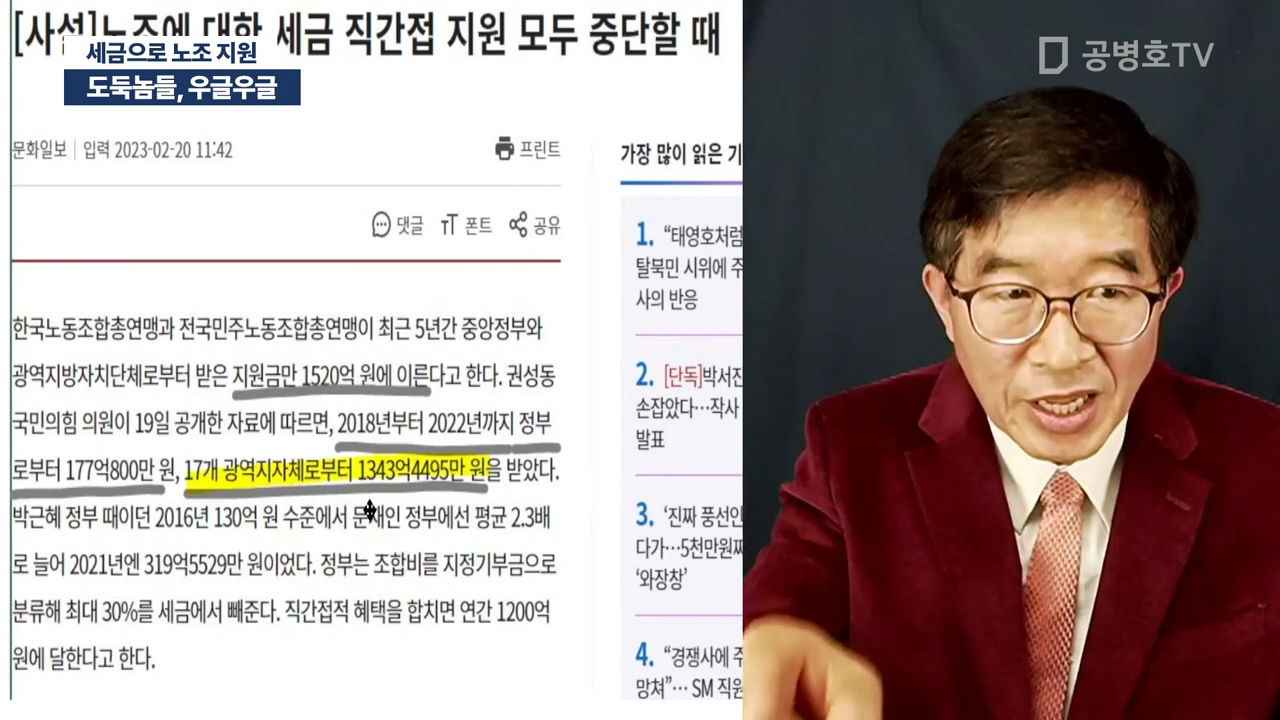 [사설]노조에 대한 세금 직간접 지원 모두 중단할 때
세금으로 노조 지원
도둑놈들, 우글우글
공병호TV
문화일보 | 입력 2023-02-20 11:42
프린트
댓글 폰트 공유
한국노동조합총연맹과 전국민주노동조합총연맹이 최근 5년간 중앙정부와
광역지방자치단체로부터 받은 지원금만 1520억 원에 이른다고 한다. 권성동
국민의힘 의원이 19일 공개한 자료에 따르면, 2018년부터 2022년까지 정부
로부터 177억800만 원, 17개 광역지자체로부터 1343억4495만 원을 받았다.
박근혜 정부 때이던 2016년 130억 원 수준에서 문재인 정부에선 평균 2.3배
로 늘어 2021년엔 319억5529만 원이었다. 정부는 조합비를 지정기부금으로
분류해 최대 30%를 세금에서 빼준다. 직간접적 혜택을 합치면 연간 1200억
원에 달한다고 한다.
가장 많이 읽은 기
1. “태영호처럼
탈북민 시위에 주
사의 반응
2. [단독]박서진
손잡았다…작사
발표
3. ‘진짜 풍선인
다가…5천만원짜
‘와장창’
4. “경쟁사에 주
망쳐”… SM 직원